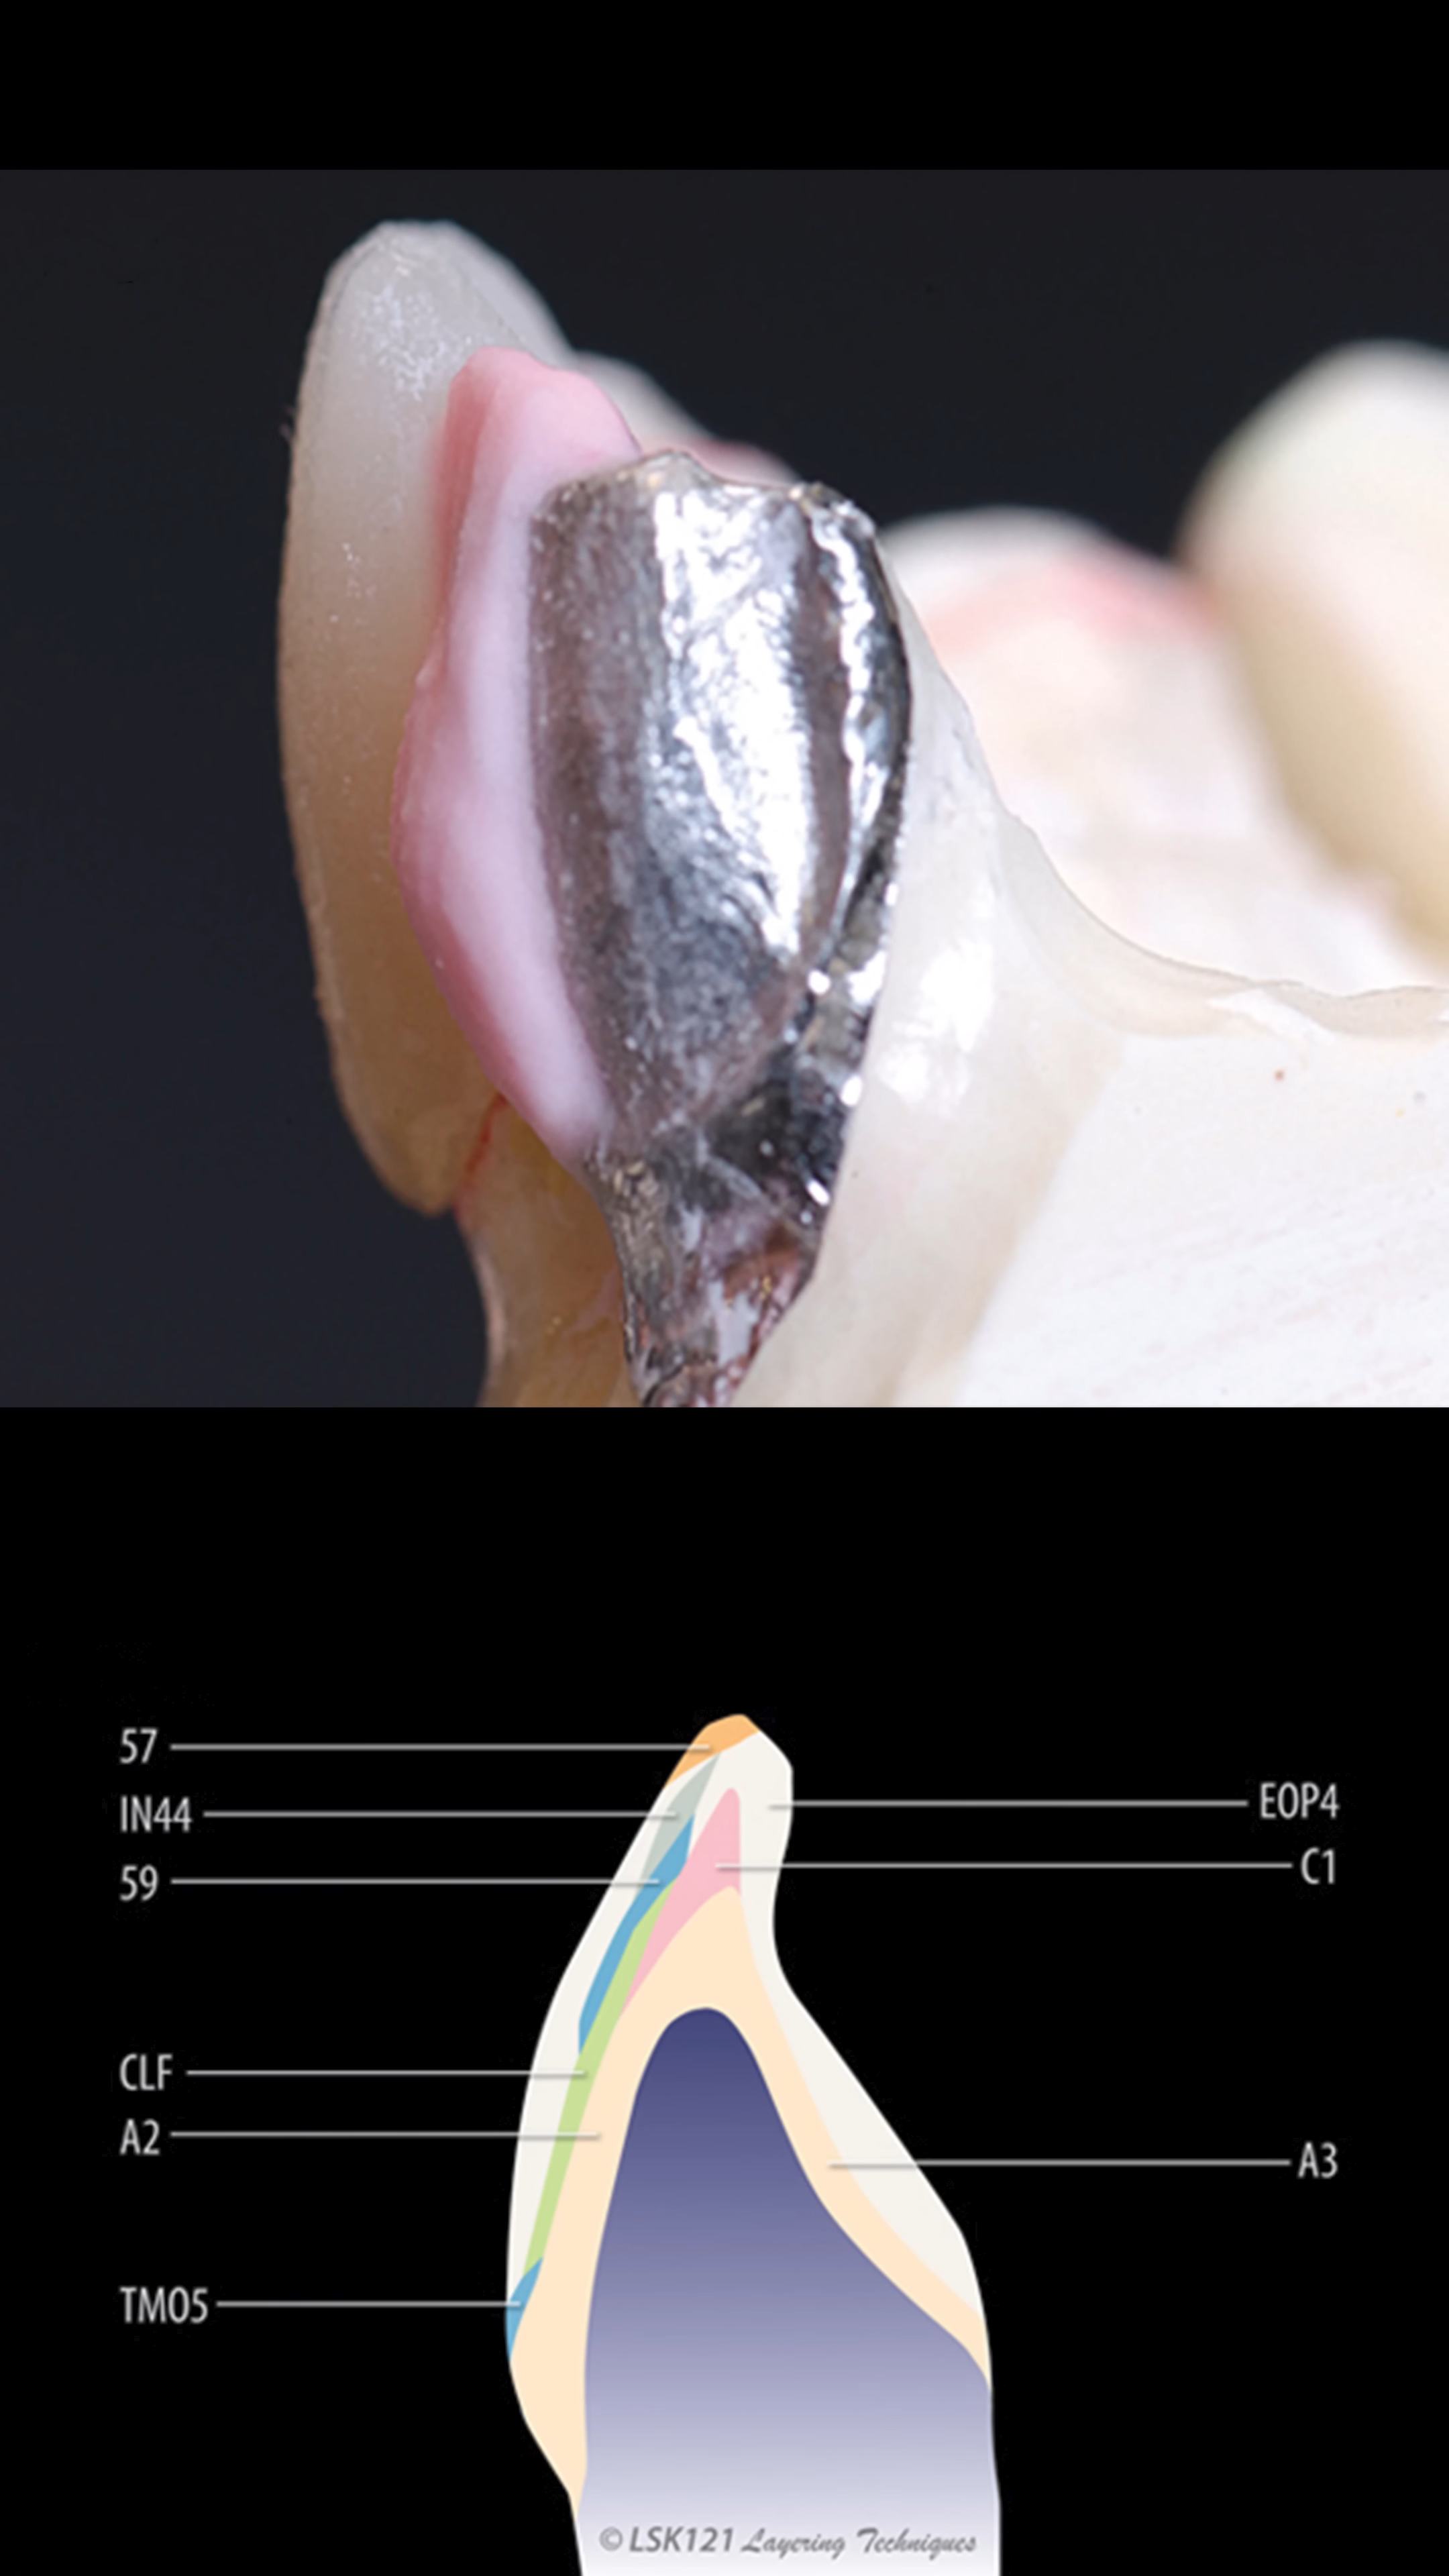 57
IN44
59
EOP4
C1
CLF
A2
A3
TM05
© LSK121 Layering Techniques